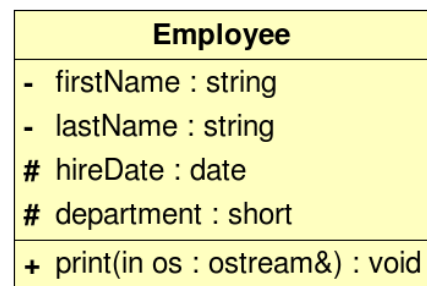 Employee
- firstName : string
- lastName : string
# hireDate : date
# department : short
+ print(in os : ostream&) : void